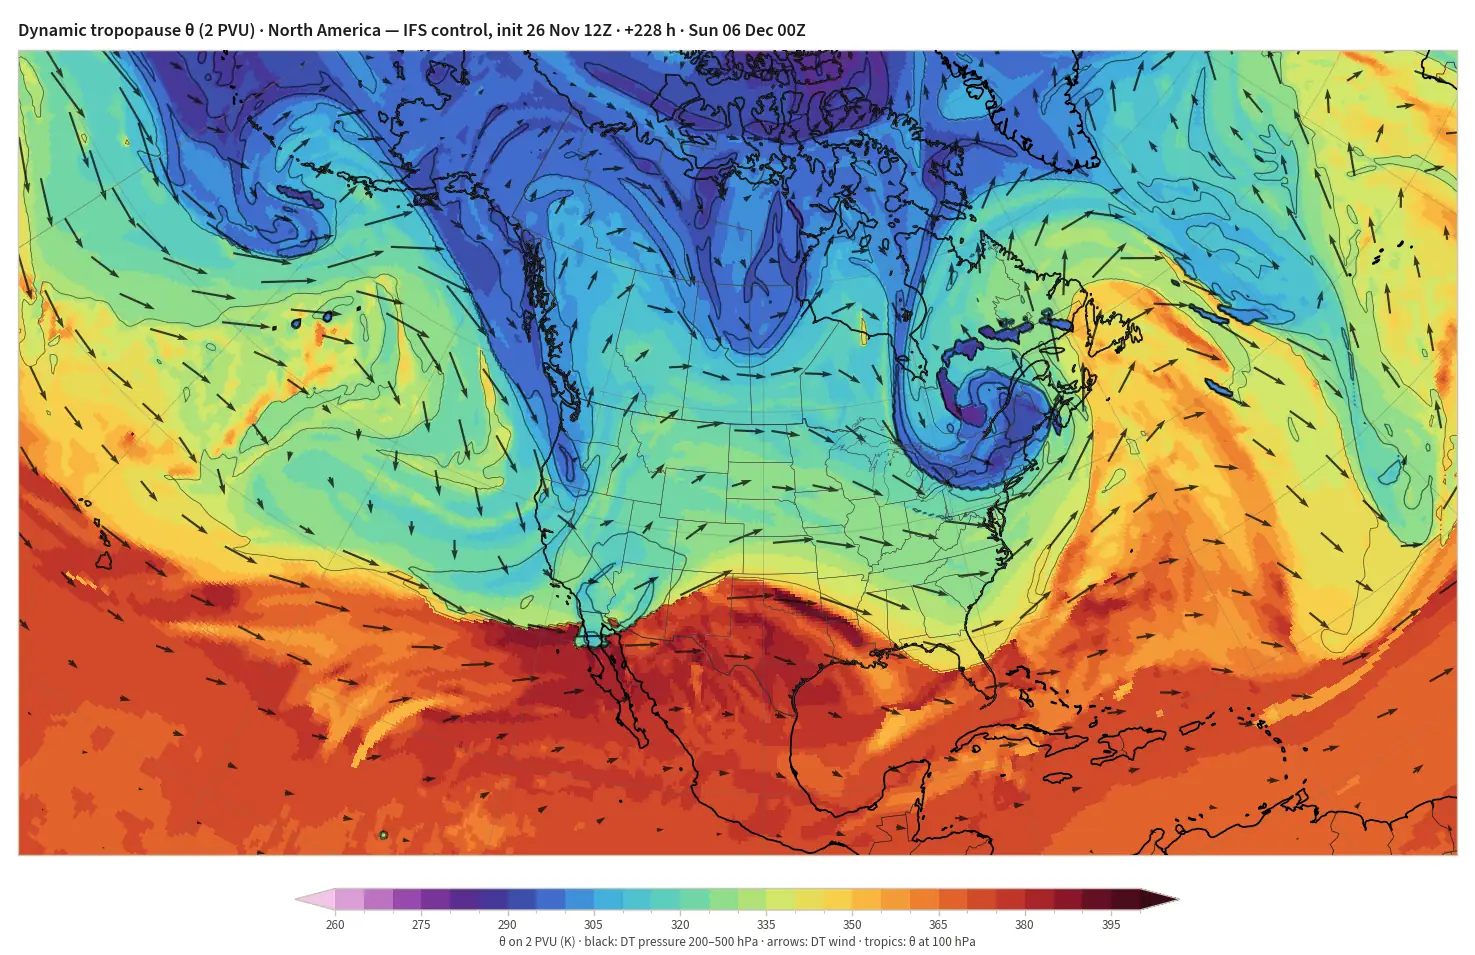 Dynamic tropopause θ (2 PVU) · North America — IFS control, init 26 Nov 12Z · +228 h · Sun 06 Dec 00Z
260 275 290 305 320 335 350 365 380 395
θ on 2 PVU (K) · black: DT pressure 200–500 hPa · arrows: DT wind · tropics: θ at 100 hPa